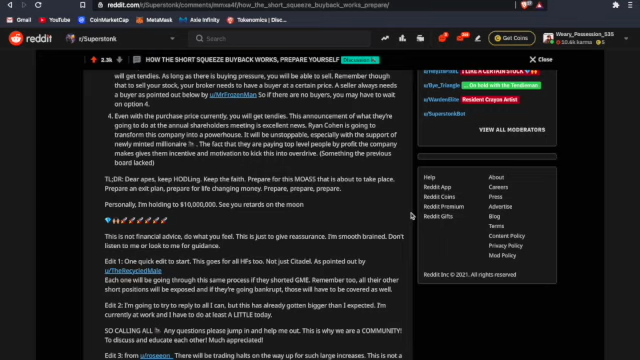 reddit.com/r/Superstonk/comments/mmxs4f/how_the_short_squeeze_buyback_works_prepare/
Gmail
YouTube
CoinMarketCap
MetaMask
Axie Infinity
Tokenomics : Blog...
reddit
r/Superstonk
Search
Get Coins
Weary_Possession_535
2.3k
HOW THE SHORT SQUEEZE BUYBACK WORKS, PREPARE YOURSELF
Discussion
Close
will get tendies. As long as there is buying pressure, you will be able to sell. Remember though
that to sell your stock, your broker needs to have a buyer at a certain price. A seller always needs
a buyer as pointed out below by u/MrFrozenMan So if there are no buyers, you may have to wait
on option 4.
4. Even with the purchase price currently, you will get tendies. This announcement of what they're
going to do at the annual shareholders meeting is excellent news, Ryan Cohen is going to
transform this company into a powerhouse. It will be unstoppable, especially with the support of
newly minted millionaire. The fact that they are paying top level people by profit the company
makes gives them incentive and motivation to kick this into overdrive. (Something the previous
board lacked)
TL;DR: Dear apes, keep HODLing. Keep the faith. Prepare for this MOASS that is about to take place.
Prepare an exit plan, prepare for life changing money. Prepare, prepare, prepare.
Personally, I'm holding to $10,000,000. See you retards on the moon
💎🙌🚀🚀🚀🚀🚀🚀
This is not financial advice, do what you feel. This is just to give reassurance. I'm smooth brained. Don't
listen to me or look to me for guidance.
Edit 1: One quick edit to start. This goes for all HFs too. Not just Citadel. As pointed out by
u/TheRecycledMale
Each one will be going through this same process if they shorted GME. Remember too, all their other
short positions will be exposed and if they're going bankrupt, those will have to be covered as well.
Edit 2: I'm going to try to reply to all I can, but this has already gotten bigger than I expected. I'm
currently at work and I have to do at least A LITTLE today.
SO CALLING ALL Any questions please jump in and help me out. This is why we are a COMMUNITY!
To discuss and educate each other! Much appreciated!
Edit 3: from There will be trading halts on the way up for such large increases. This is not a
I LIKE A CERTAIN STOCK
u/Bye_Triangle
On hold with the Tendieman
Resident Crayon Artist
u/SuperstonkBot
VIEW ALL MODERATORS
Help
About
Reddit App
Careers
Reddit Coins
Press
Reddit Premium
Advertise
Reddit Gifts
Blog
Terms
Content Policy
Privacy Policy
Mod Policy
Reddit Inc © 2021. All rights reserved